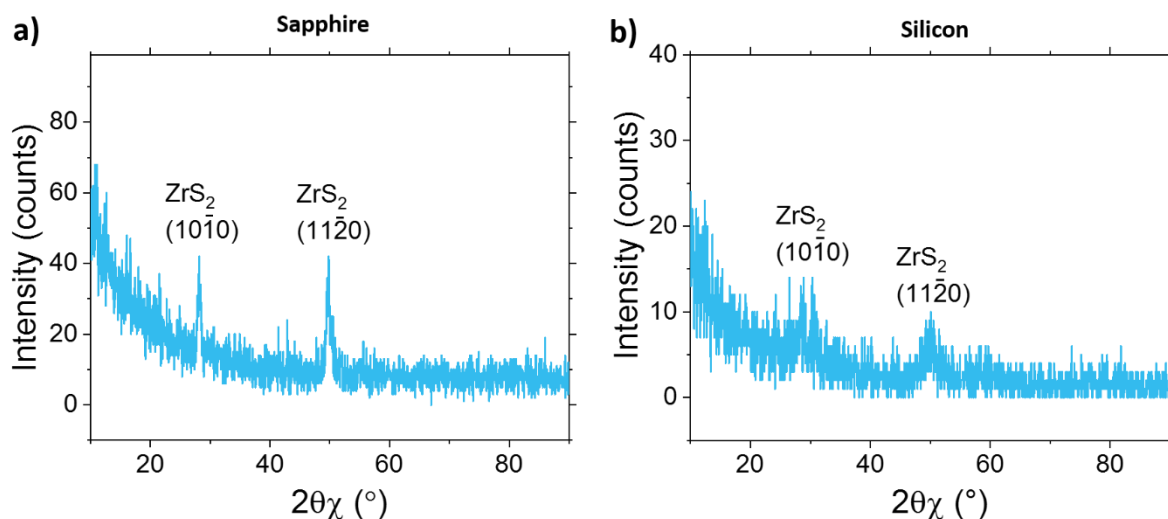 a)
Sapphire
Intensity (counts)
80
60
40
20
0
ZrS₂
(101̄0)
ZrS₂
(112̄0)
20
40
60
80
2θχ (°)
b)
Silicon
Intensity (counts)
40
30
20
10
0
ZrS₂
(101̄0)
ZrS₂
(112̄0)
20
40
60
80
2θχ (°)